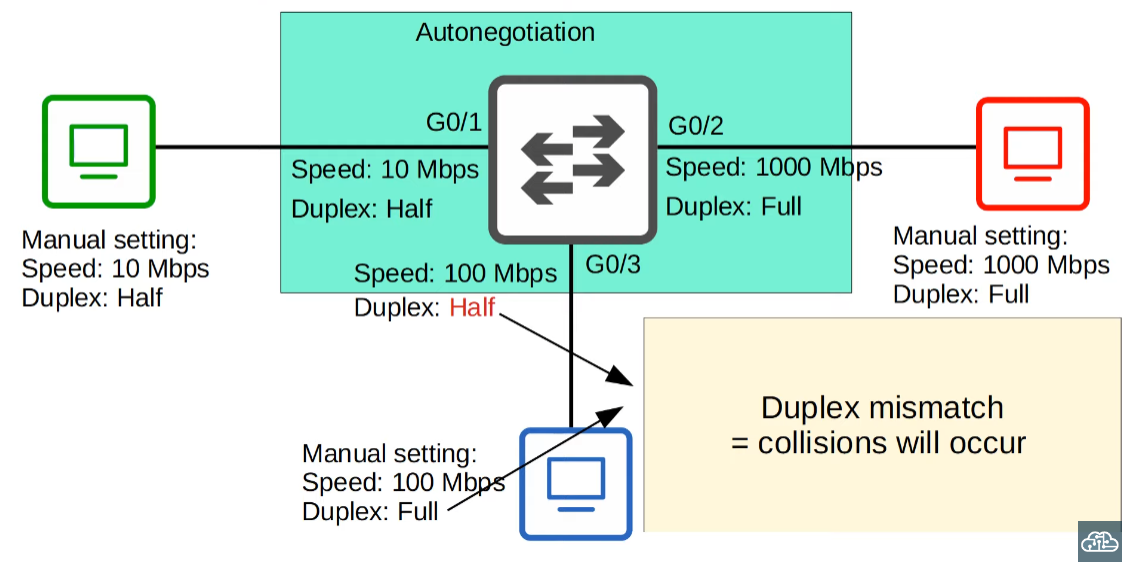 Autonegotiation
G0/1
G0/2
Speed: 10 Mbps
Duplex: Half
Speed: 1000 Mbps
Duplex: Full
Manual setting:
Speed: 10 Mbps
Duplex: Half
Manual setting:
Speed: 1000 Mbps
Duplex: Full
G0/3
Speed: 100 Mbps
Duplex: Half
Duplex mismatch
= collisions will occur
Manual setting:
Speed: 100 Mbps
Duplex: Full